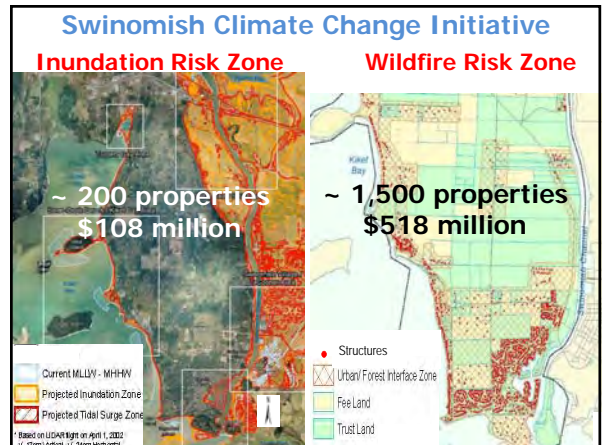 Swinomish Climate Change Initiative
Inundation Risk Zone
~ 200 properties
$108 million
Current MLLW - MHHW
Projected Inundation Zone
Projected Tidal Surge Zone
* Based on LIDAR flight on April 1, 2002
Wildfire Risk Zone
Kiket
Bay
~ 1,500 properties
$518 million
Swinomish Channel
Structures
Urban/ Forest Interface Zone
Fee Land
Trust Land